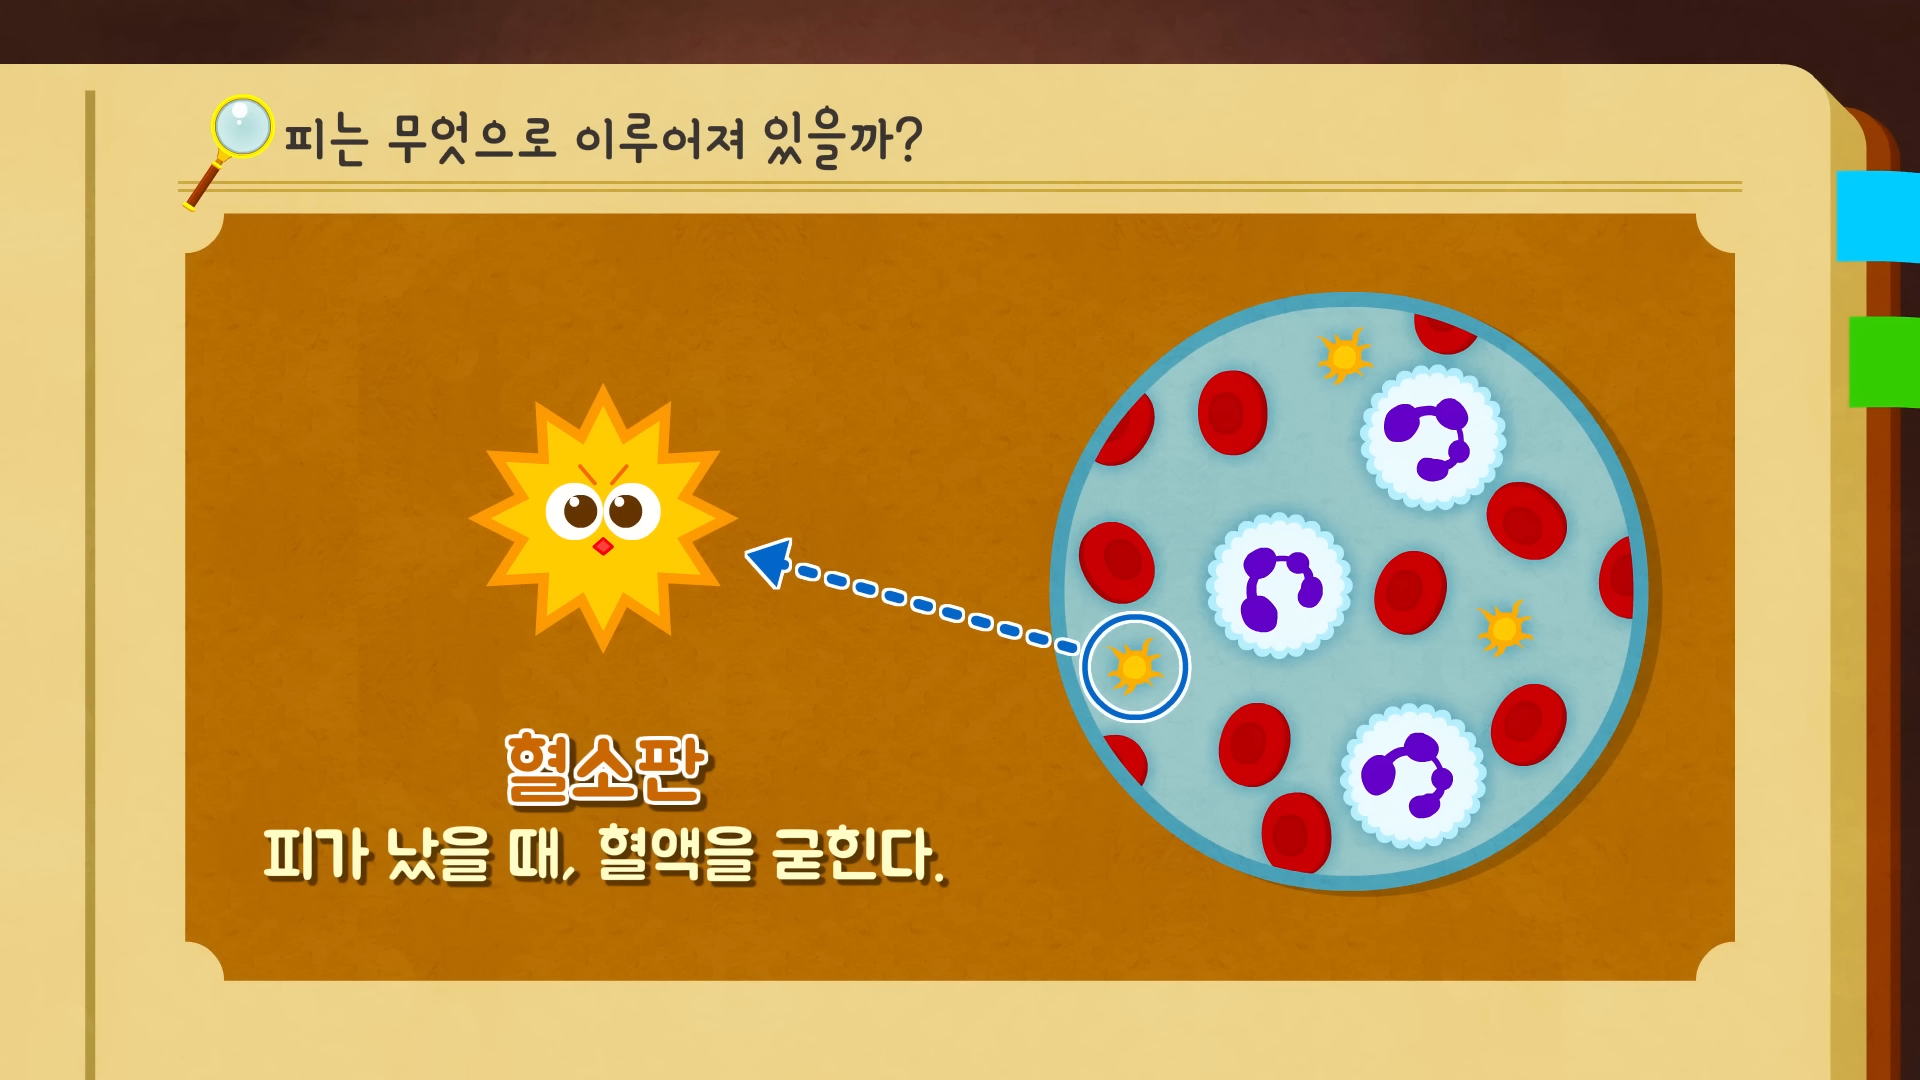 피는 무엇으로 이루어져 있을까?
혈소판
피가 났을 때, 혈액을 굳힌다.